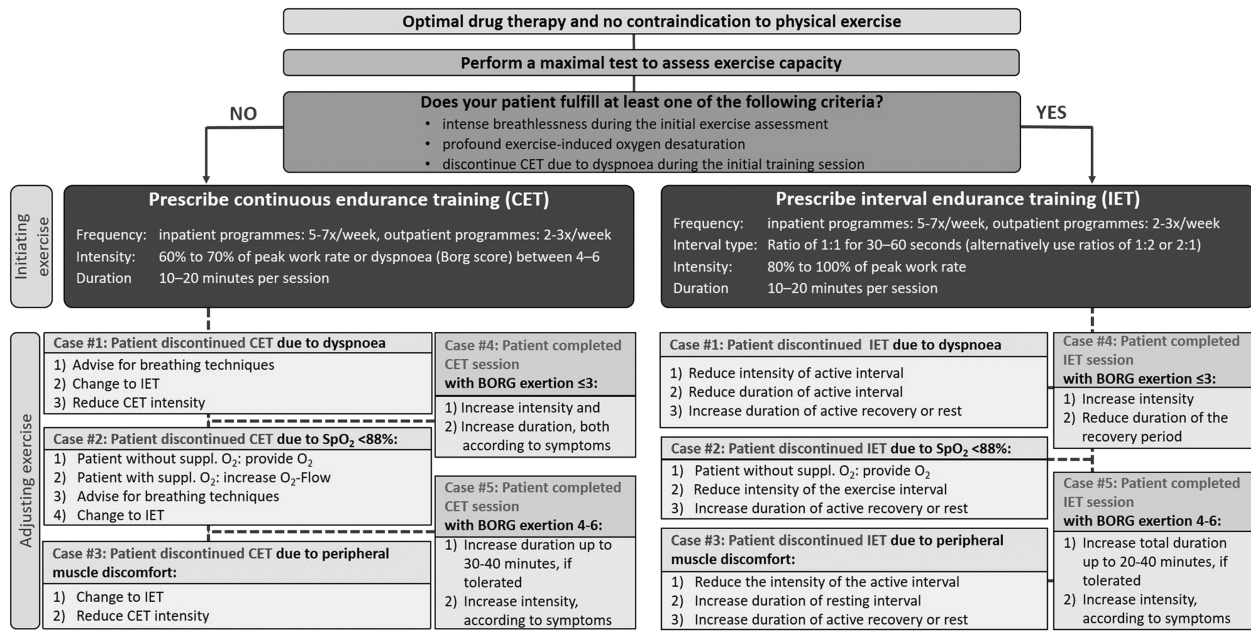 Optimal drug therapy and no contraindication to physical exercise
Perform a maximal test to assess exercise capacity
Does your patient fulfill at least one of the following criteria?
• intense breathlessness during the initial exercise assessment
• profound exercise-induced oxygen desaturation
• discontinue CET due to dyspnoea during the initial training session
NO
YES
Initiating
exercise
Prescribe continuous endurance training (CET)
Frequency: inpatient programmes: 5-7x/week, outpatient programmes: 2-3x/week
Intensity: 60% to 70% of peak work rate or dyspnoea (Borg score) between 4–6
Duration 10–20 minutes per session
Prescribe interval endurance training (IET)
Frequency: inpatient programmes: 5-7x/week, outpatient programmes: 2-3x/week
Interval type: Ratio of 1:1 for 30–60 seconds (alternatively use ratios of 1:2 or 2:1)
Intensity: 80% to 100% of peak work rate
Duration 10–20 minutes per session
Adjusting exercise
Case #1: Patient discontinued CET due to dyspnoea
1) Advise for breathing techniques
2) Change to IET
3) Reduce CET intensity
Case #2: Patient discontinued CET due to SpO₂ <88%:
1) Patient without suppl. O₂: provide O₂
2) Patient with suppl. O₂: increase O₂-Flow
3) Advise for breathing techniques
4) Change to IET
Case #3: Patient discontinued CET due to peripheral
muscle discomfort:
1) Change to IET
2) Reduce CET intensity
Case #4: Patient completed
CET session
with BORG exertion ≤3:
1) Increase intensity and
2) Increase duration, both
according to symptoms
Case #5: Patient completed
CET session
with BORG exertion 4-6:
1) Increase duration up to
30-40 minutes, if
tolerated
2) Increase intensity,
according to symptoms
Case #1: Patient discontinued IET due to dyspnoea
1) Reduce intensity of active interval
2) Reduce duration of active interval
3) Increase duration of active recovery or rest
Case #2: Patient discontinued IET due to SpO₂ <88%:
1) Patient without suppl. O₂: provide O₂
2) Reduce intensity of the exercise interval
3) Increase duration of active recovery or rest
Case #3: Patient discontinued IET due to peripheral
muscle discomfort:
1) Reduce the intensity of the active interval
2) Increase duration of resting interval
3) Increase duration of active recovery or rest
Case #4: Patient completed
IET session
with BORG exertion ≤3:
1) Increase intensity
2) Reduce duration of the
recovery period
Case #5: Patient completed
IET session
with BORG exertion 4-6:
1) Increase total duration
up to 20-40 minutes, if
tolerated
2) Increase intensity,
according to symptoms